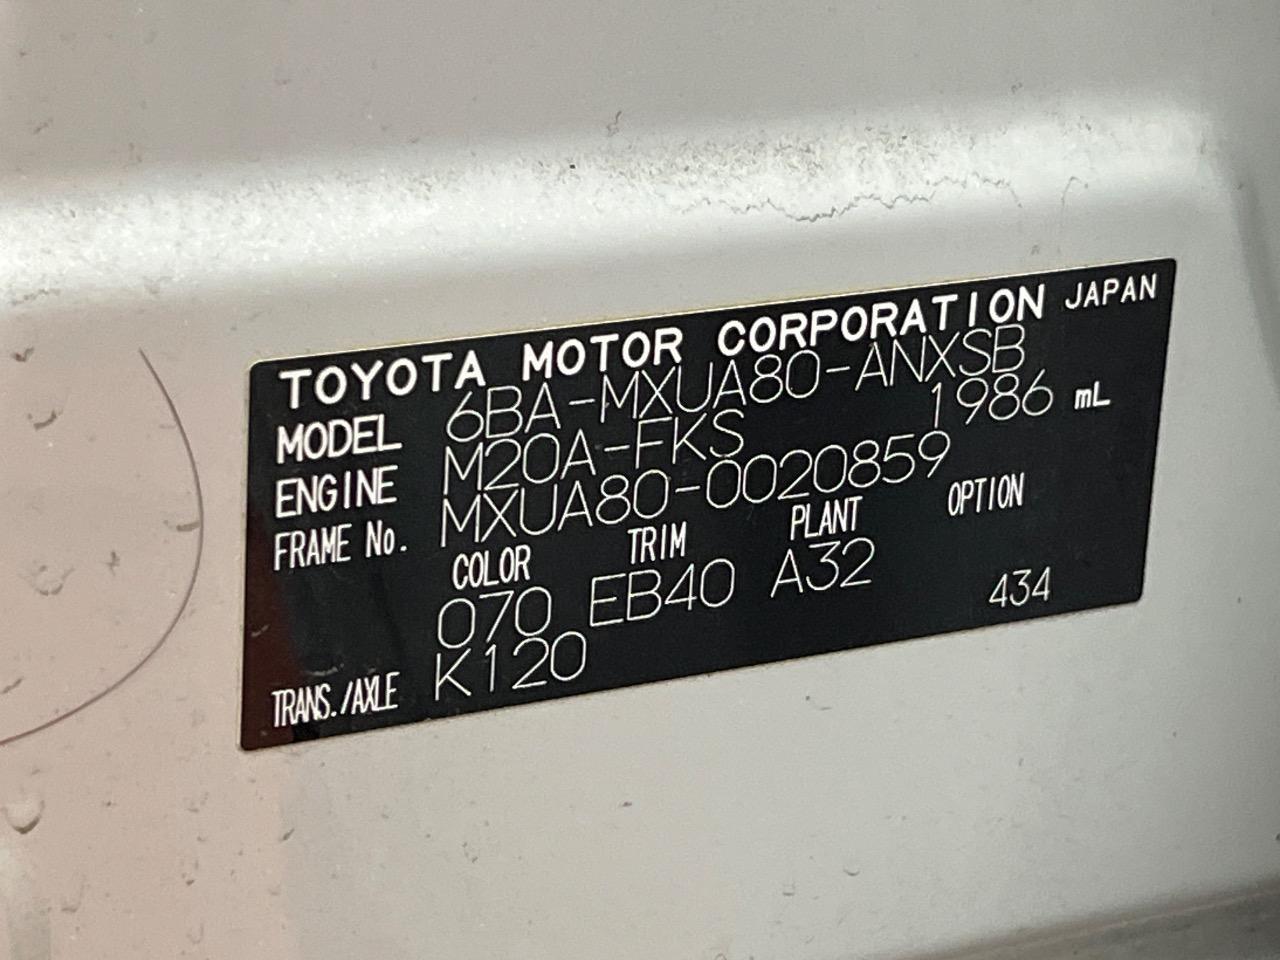 TOYOTA MOTOR CORPORATION JAPAN
MODEL 6BA-MXUA80-ANXSB
ENGINE M20A-FKS 1986 mL
FRAME No. MXUA80-0020859
COLOR TRIM PLANT OPTION
070 EB40 A32 434
TRANS./AXLE K120